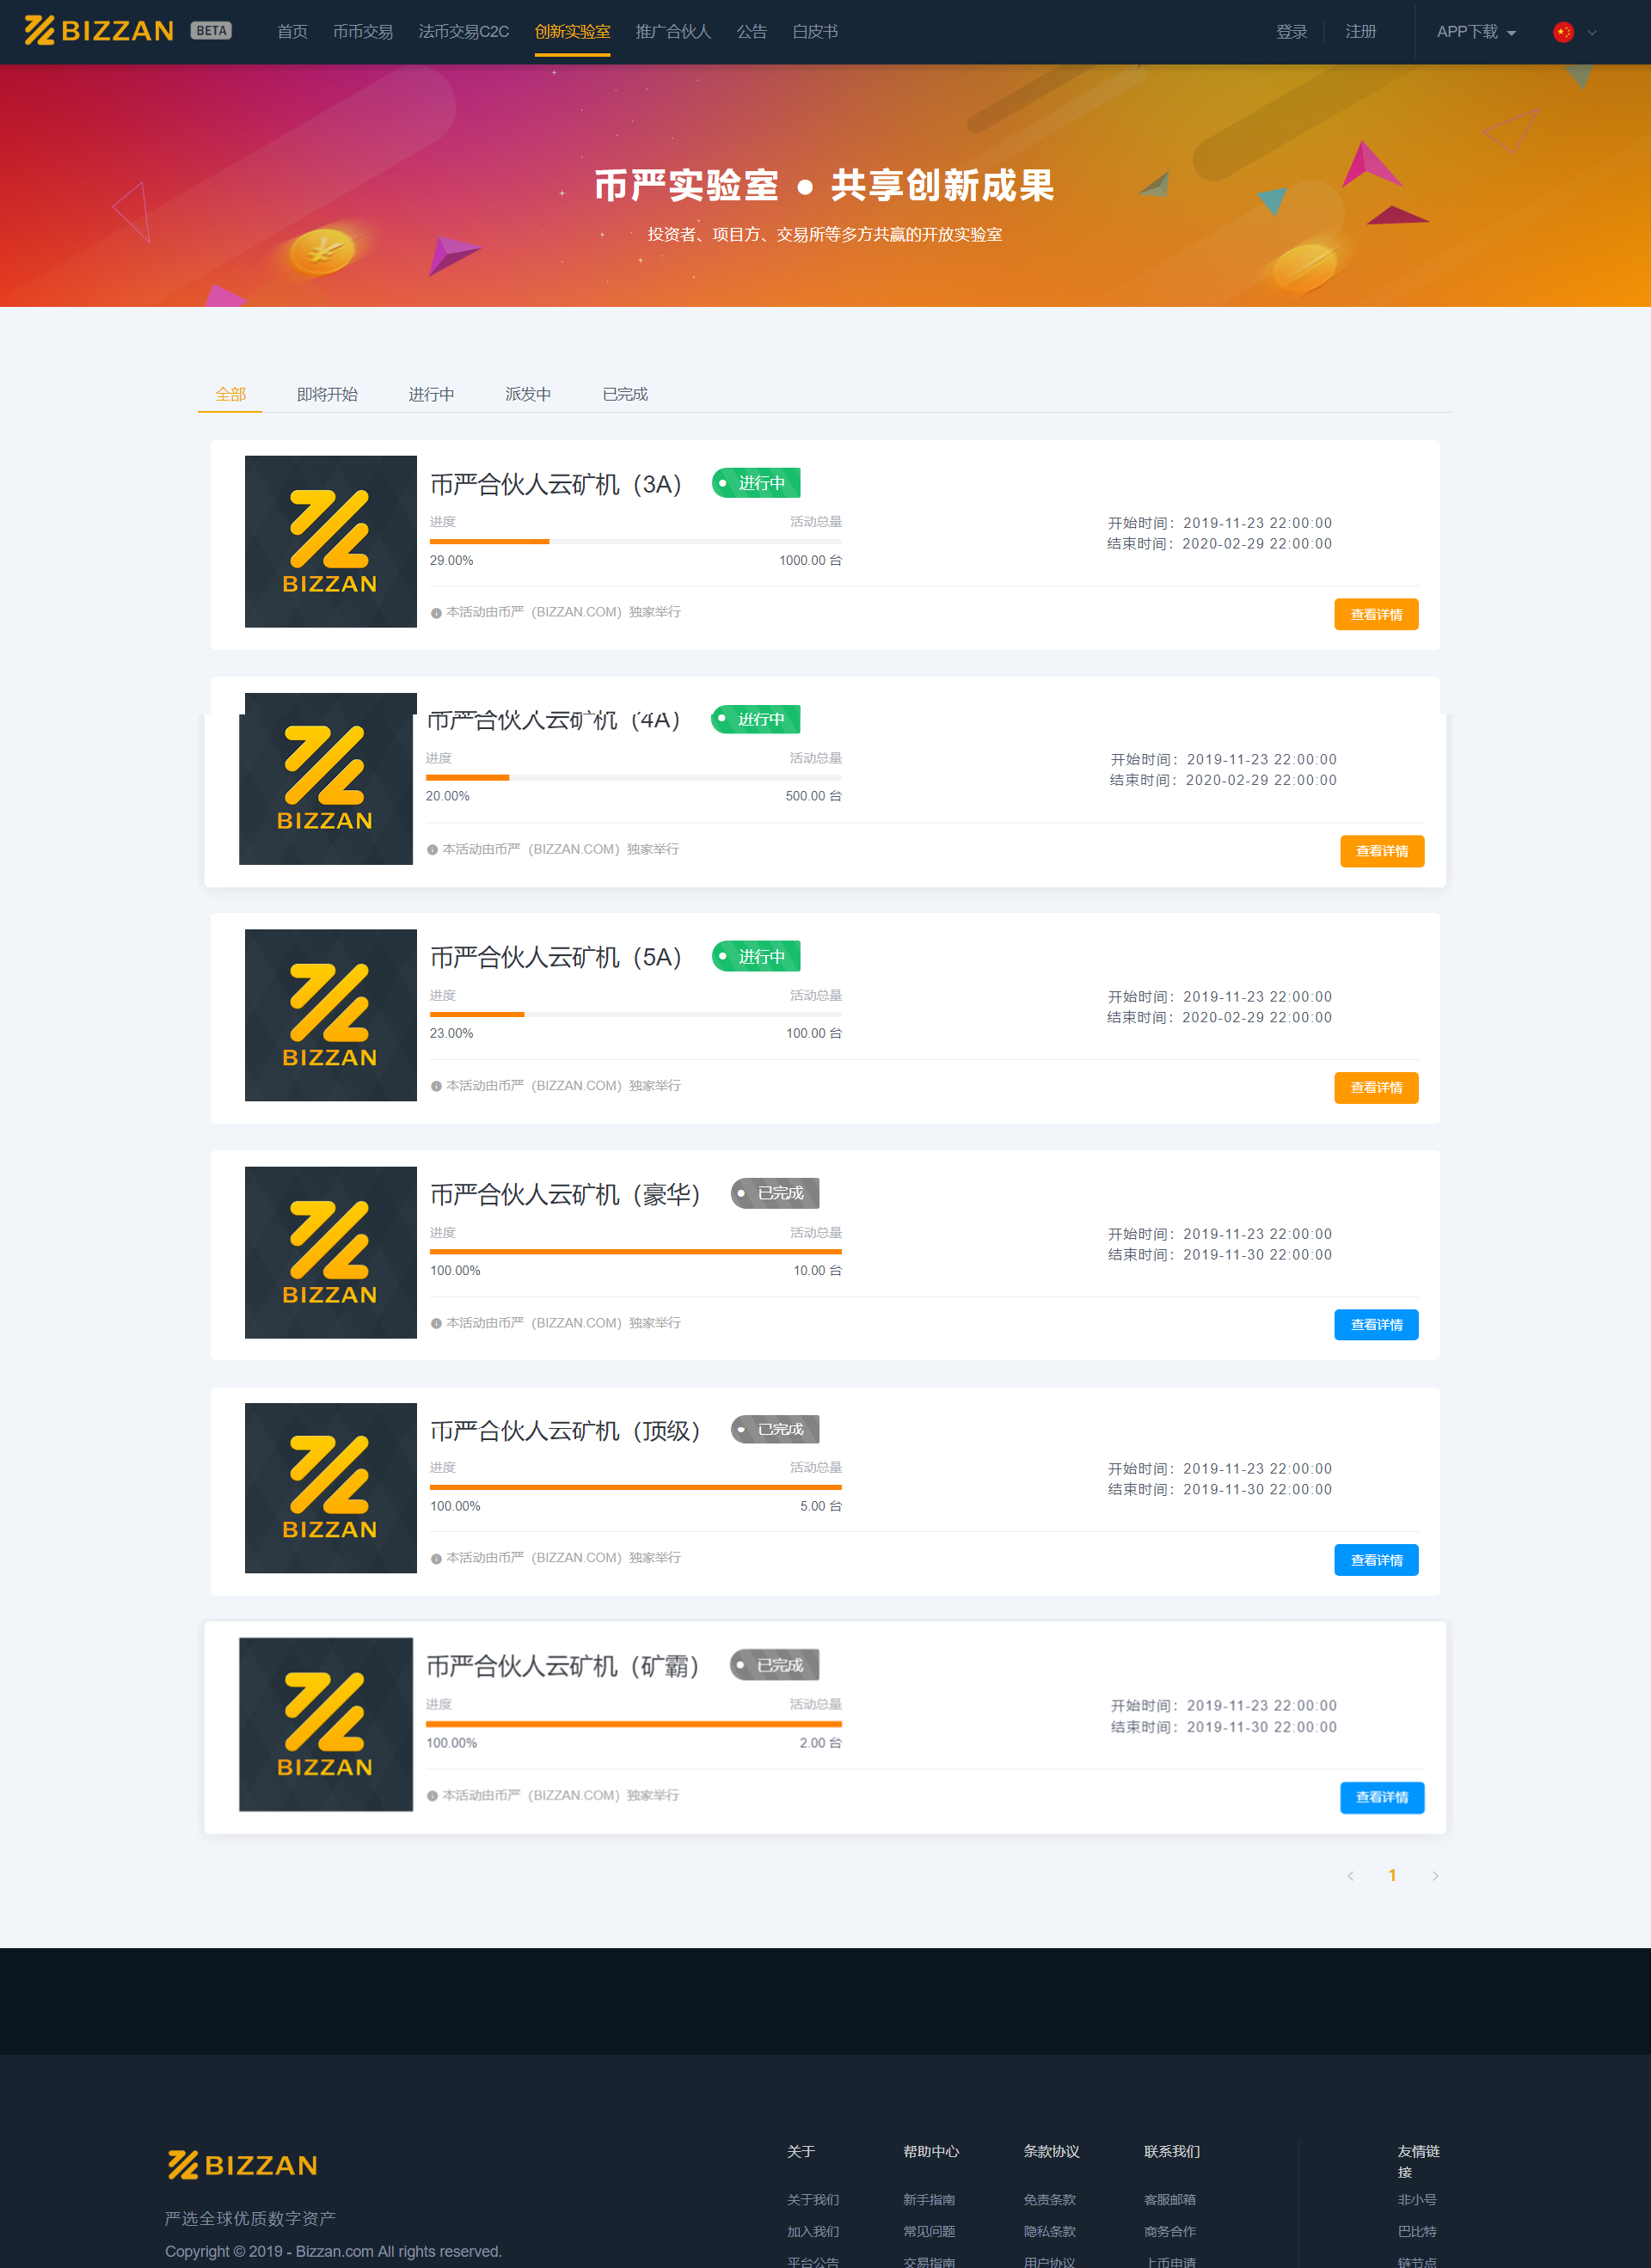 BIZZAN BETA 首页 币币交易 法币交易C2C 创新实验室 推广合伙人 公告 白皮书 登录 注册 APP下载
币严实验室 ● 共享创新成果
投资者、项目方、交易所等多方共赢的开放实验室
全部 即将开始 进行中 派发中 已完成
BIZZAN
币严合伙人云矿机（3A） 进行中
进度 活动总量
29.00% 1000.00 台
开始时间：2019-11-23 22:00:00
结束时间：2020-02-29 22:00:00
本活动由币严（BIZZAN.COM）独家举行
查看详情
BIZZAN
币严合伙人云矿机（4A） 进行中
进度 活动总量
20.00% 500.00 台
开始时间：2019-11-23 22:00:00
结束时间：2020-02-29 22:00:00
本活动由币严（BIZZAN.COM）独家举行
查看详情
BIZZAN
币严合伙人云矿机（5A） 进行中
进度 活动总量
23.00% 100.00 台
开始时间：2019-11-23 22:00:00
结束时间：2020-02-29 22:00:00
本活动由币严（BIZZAN.COM）独家举行
查看详情
BIZZAN
币严合伙人云矿机（豪华） 已完成
进度 活动总量
100.00% 10.00 台
开始时间：2019-11-23 22:00:00
结束时间：2019-11-30 22:00:00
本活动由币严（BIZZAN.COM）独家举行
查看详情
BIZZAN
币严合伙人云矿机（顶级） 已完成
进度 活动总量
100.00% 5.00 台
开始时间：2019-11-23 22:00:00
结束时间：2019-11-30 22:00:00
本活动由币严（BIZZAN.COM）独家举行
查看详情
BIZZAN
币严合伙人云矿机（矿霸） 已完成
进度 活动总量
100.00% 2.00 台
开始时间：2019-11-23 22:00:00
结束时间：2019-11-30 22:00:00
本活动由币严（BIZZAN.COM）独家举行
查看详情
1
BIZZAN
严选全球优质数字资产
Copyright © 2019 - Bizzan.com All rights reserved.
关于
关于我们
加入我们
平台公告
帮助中心
新手指南
常见问题
交易指南
条款协议
免责条款
隐私条款
用户协议
联系我们
客服邮箱
商务合作
上币申请
友情链
接
非小号
巴比特
链节点